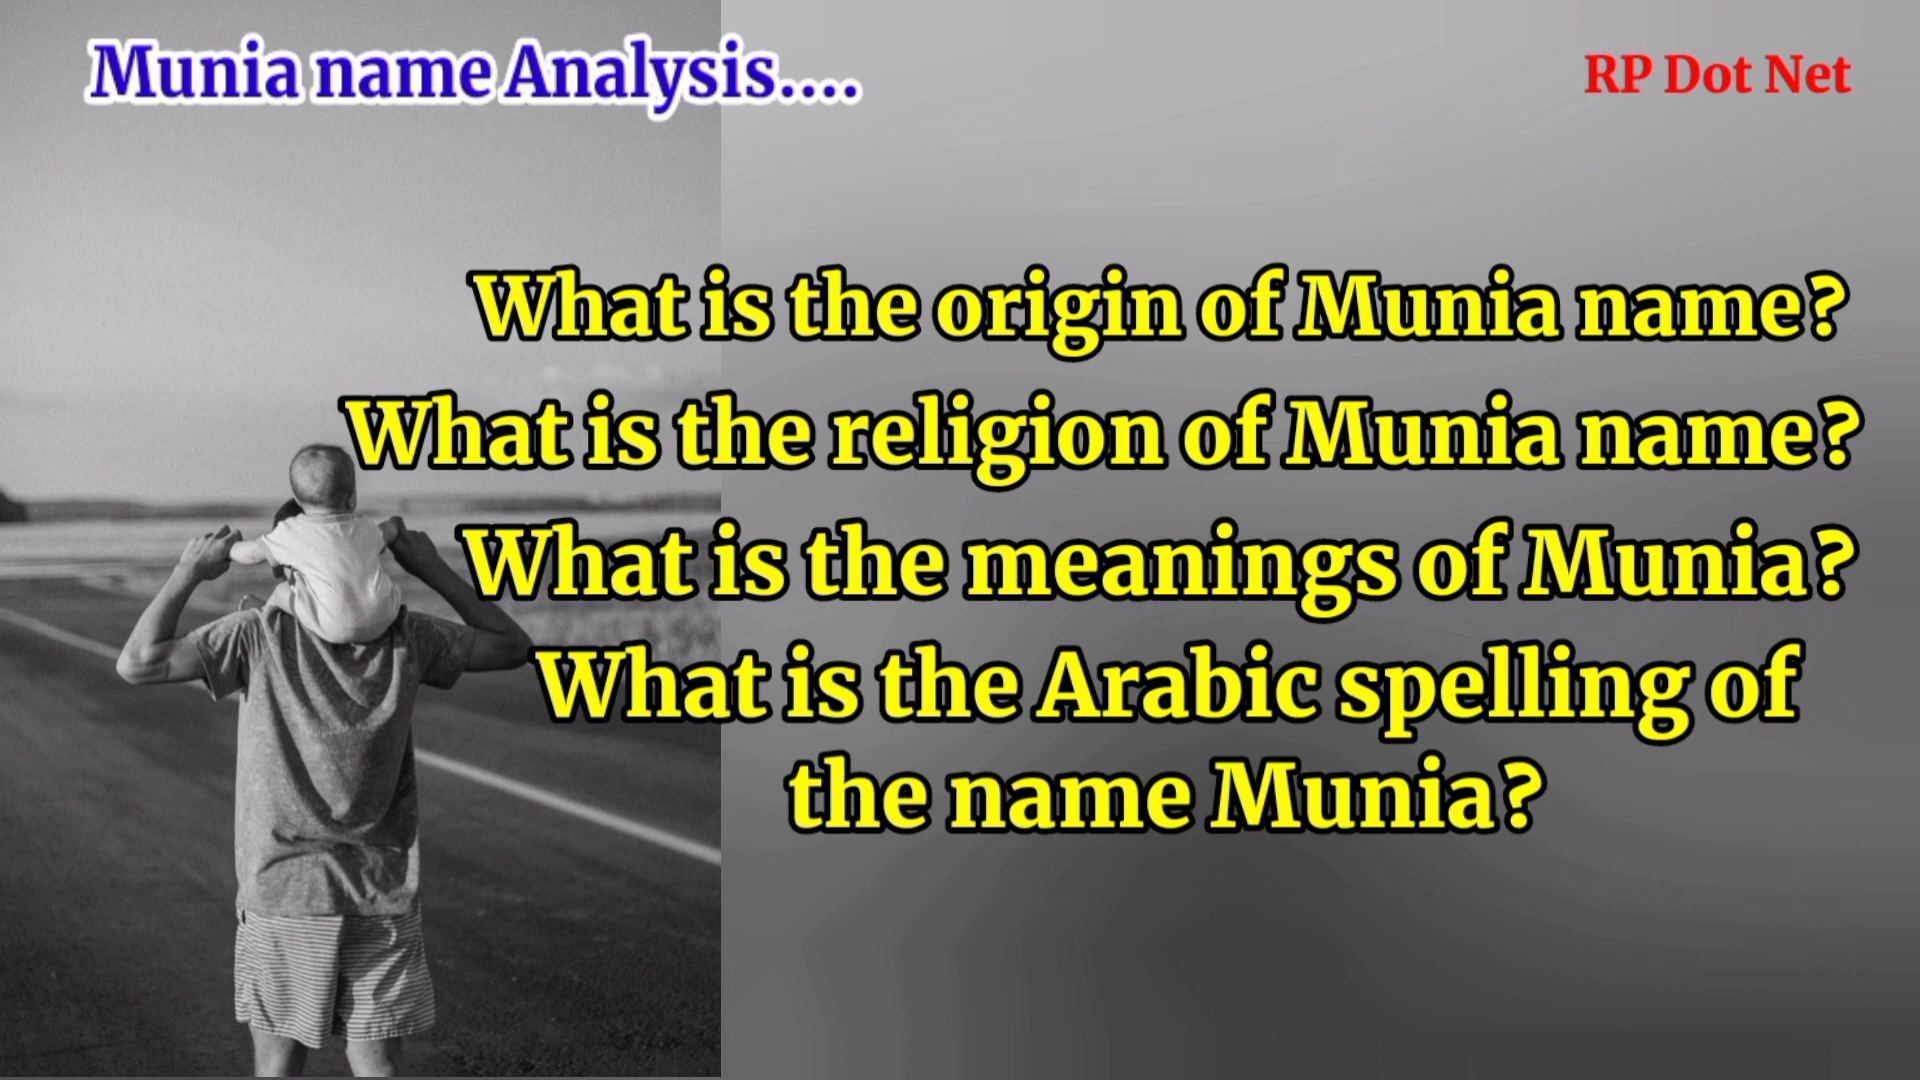 Munia name Analysis....
RP Dot Net
What is the origin of Munia name?
What is the religion of Munia name?
What is the meanings of Munia?
What is the Arabic spelling of
the name Munia?